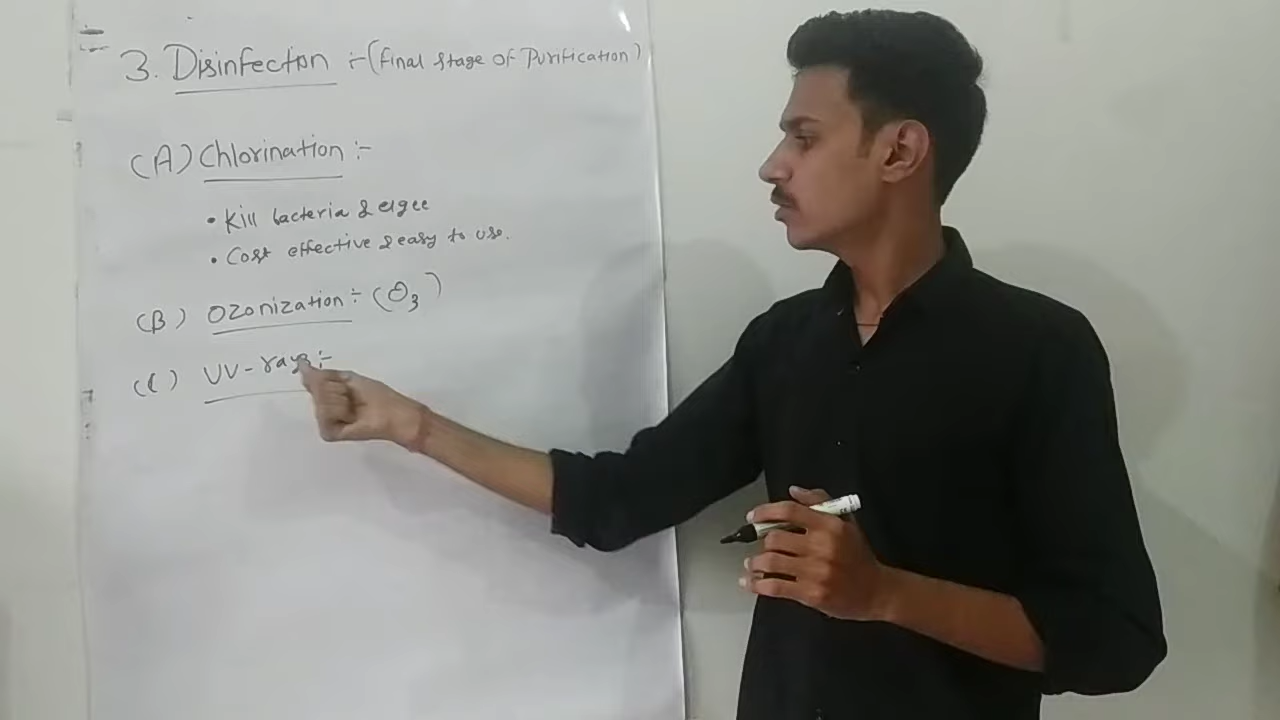 3. Disinfection :- (Final Stage of Purification)
(A) Chlorination :-
• Kill bacteria & algee
• Cost effective & easy to use.
(B) Ozonization :- (O3)
(C) UV-rays :-